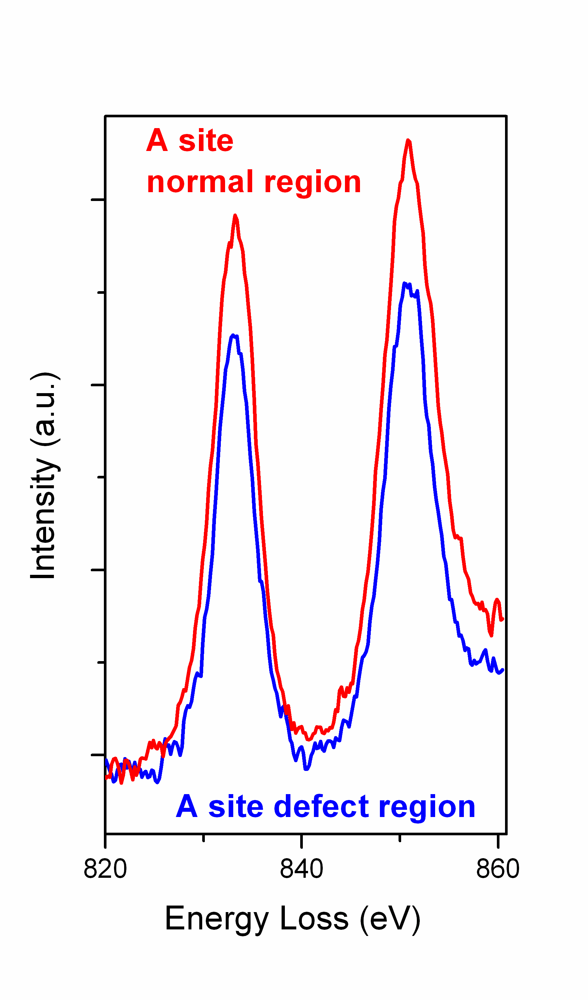 A site
normal region
Intensity (a.u.)
A site defect region
820 840 860
Energy Loss (eV)